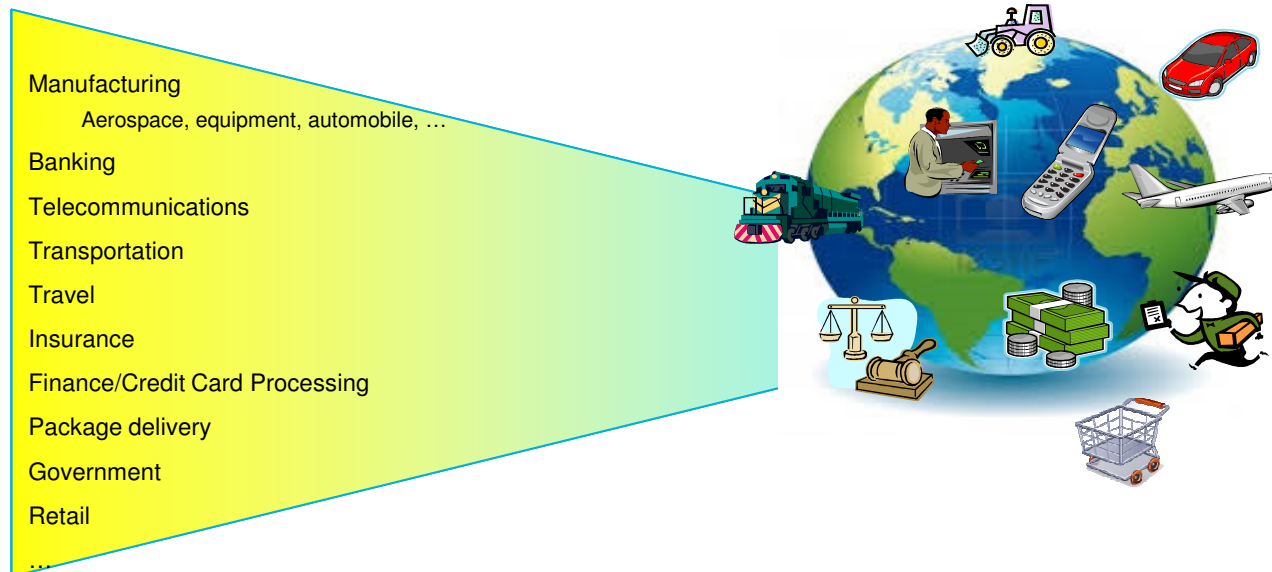 Manufacturing
Aerospace, equipment, automobile, …
Banking
Telecommunications
Transportation
Travel
Insurance
Finance/Credit Card Processing
Package delivery
Government
Retail
…